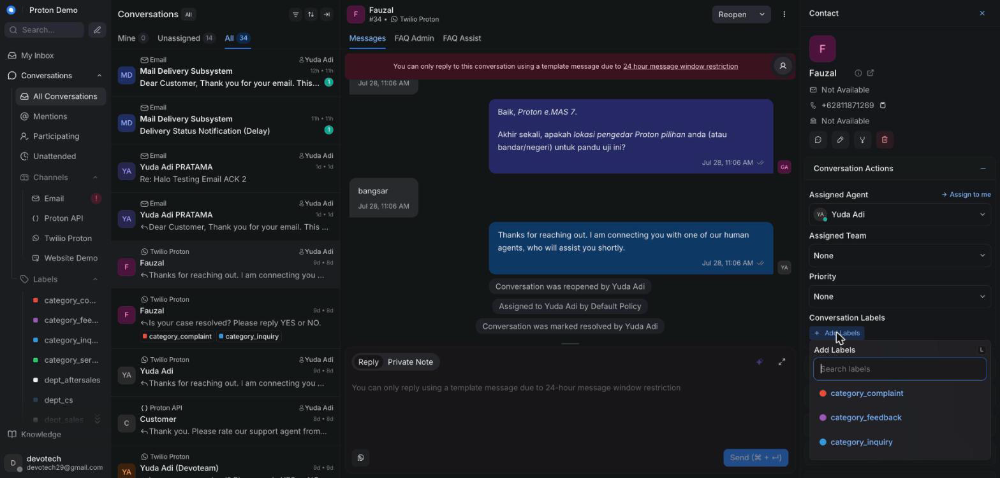 Proton Demo
Search...
My Inbox
Conversations
All Conversations
Mentions
Participating
Unattended
Channels
Email
!
Proton API
Twilio Proton
Website Demo
Labels
category_co...
category_fee...
category_inq...
category_ser...
dept_aftersales
dept_cs
dept_sales
Knowledge
D
devotech
devotech29@gmail.com
Conversations All
Mine 0 Unassigned 14 All 34
Email Yuda Adi
MD
Mail Delivery Subsystem 12h • 11h
Dear Customer, Thank you for your email. This... 1
Email
MD
Mail Delivery Subsystem 11h • 11h
Delivery Status Notification (Delay) 1
Email Yuda Adi
YA
Yuda Adi PRATAMA 1d • 1d
Re: Halo Testing Email ACK 2
Email Yuda Adi
YA
Yuda Adi PRATAMA 1d • 1d
Dear Customer, Thank you for your email. This ...
Twilio Proton Yuda Adi
F
Fauzal 9d • 8d
Thanks for reaching out. I am connecting you ...
Twilio Proton
F
Fauzal 9d • 8d
Is your case resolved? Please reply YES or NO.
category_complaint category_inquiry
Twilio Proton Yuda Adi
YA
Yuda Adi 9d • 8d
Thanks for reaching out. I am connecting you ...
Proton API Yuda Adi
C
Customer 8d • 8d
Thank you. Please rate our support agent from...
Twilio Proton
YA
Yuda Adi (Devoteam) 9d • 9d
F
Fauzal
#34 • Twilio Proton
Reopen
Messages FAQ Admin FAQ Assist
You can only reply to this conversation using a template message due to 24 hour message window restriction
Jul 28, 11:06 AM
Baik, Proton e.MAS 7.
Akhir sekali, apakah lokasi pengedar Proton pilihan anda (atau
bandar/negeri) untuk pandu uji ini?
Jul 28, 11:06 AM
GA
bangsar
Jul 28, 11:06 AM
Thanks for reaching out. I am connecting you with one of our human
agents, who will assist you shortly.
Jul 28, 11:06 AM
YA
Conversation was reopened by Yuda Adi
Assigned to Yuda Adi by Default Policy
Conversation was marked resolved by Yuda Adi
Reply Private Note
You can only reply using a template message due to 24-hour message window restriction
Send (⌘ + ↵)
Contact
F
Fauzal
Not Available
+62811871269
Not Available
Conversation Actions
Assigned Agent → Assign to me
YA Yuda Adi
Assigned Team
None
Priority
None
Conversation Labels
+ Add Labels
Add Labels L
Search labels
category_complaint
category_feedback
category_inquiry